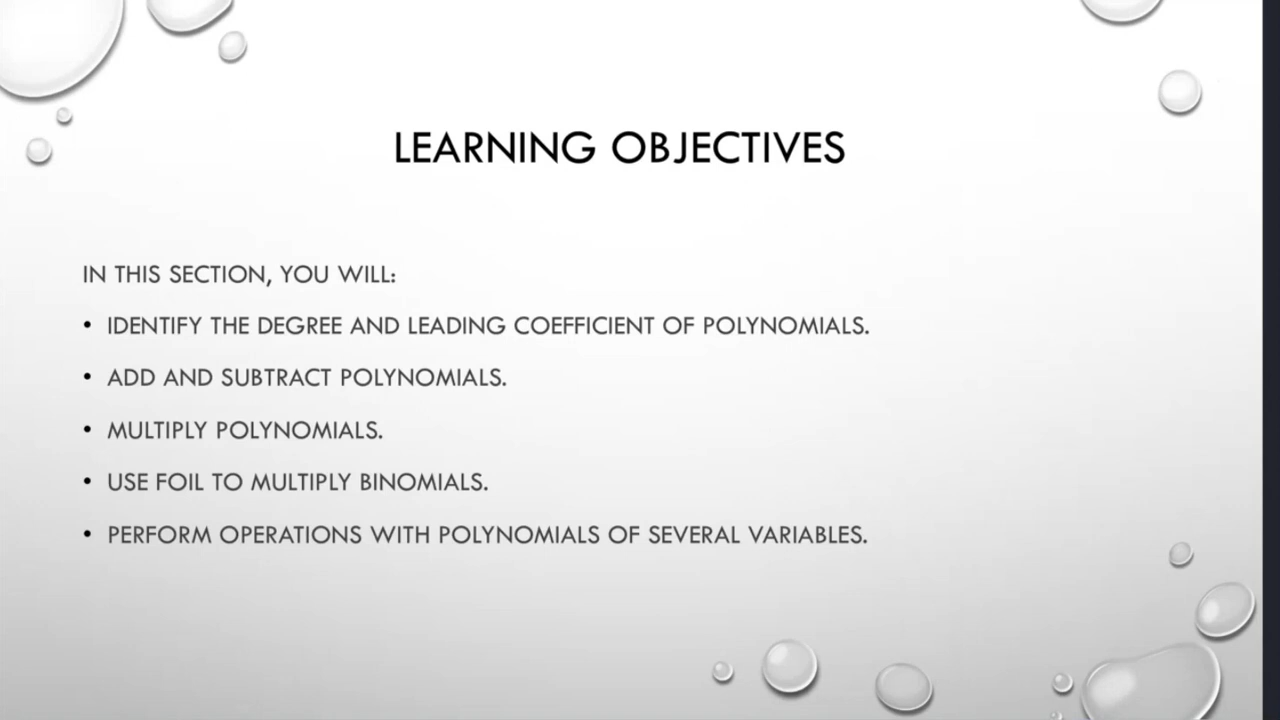 LEARNING OBJECTIVES
IN THIS SECTION, YOU WILL:
• IDENTIFY THE DEGREE AND LEADING COEFFICIENT OF POLYNOMIALS.
• ADD AND SUBTRACT POLYNOMIALS.
• MULTIPLY POLYNOMIALS.
• USE FOIL TO MULTIPLY BINOMIALS.
• PERFORM OPERATIONS WITH POLYNOMIALS OF SEVERAL VARIABLES.